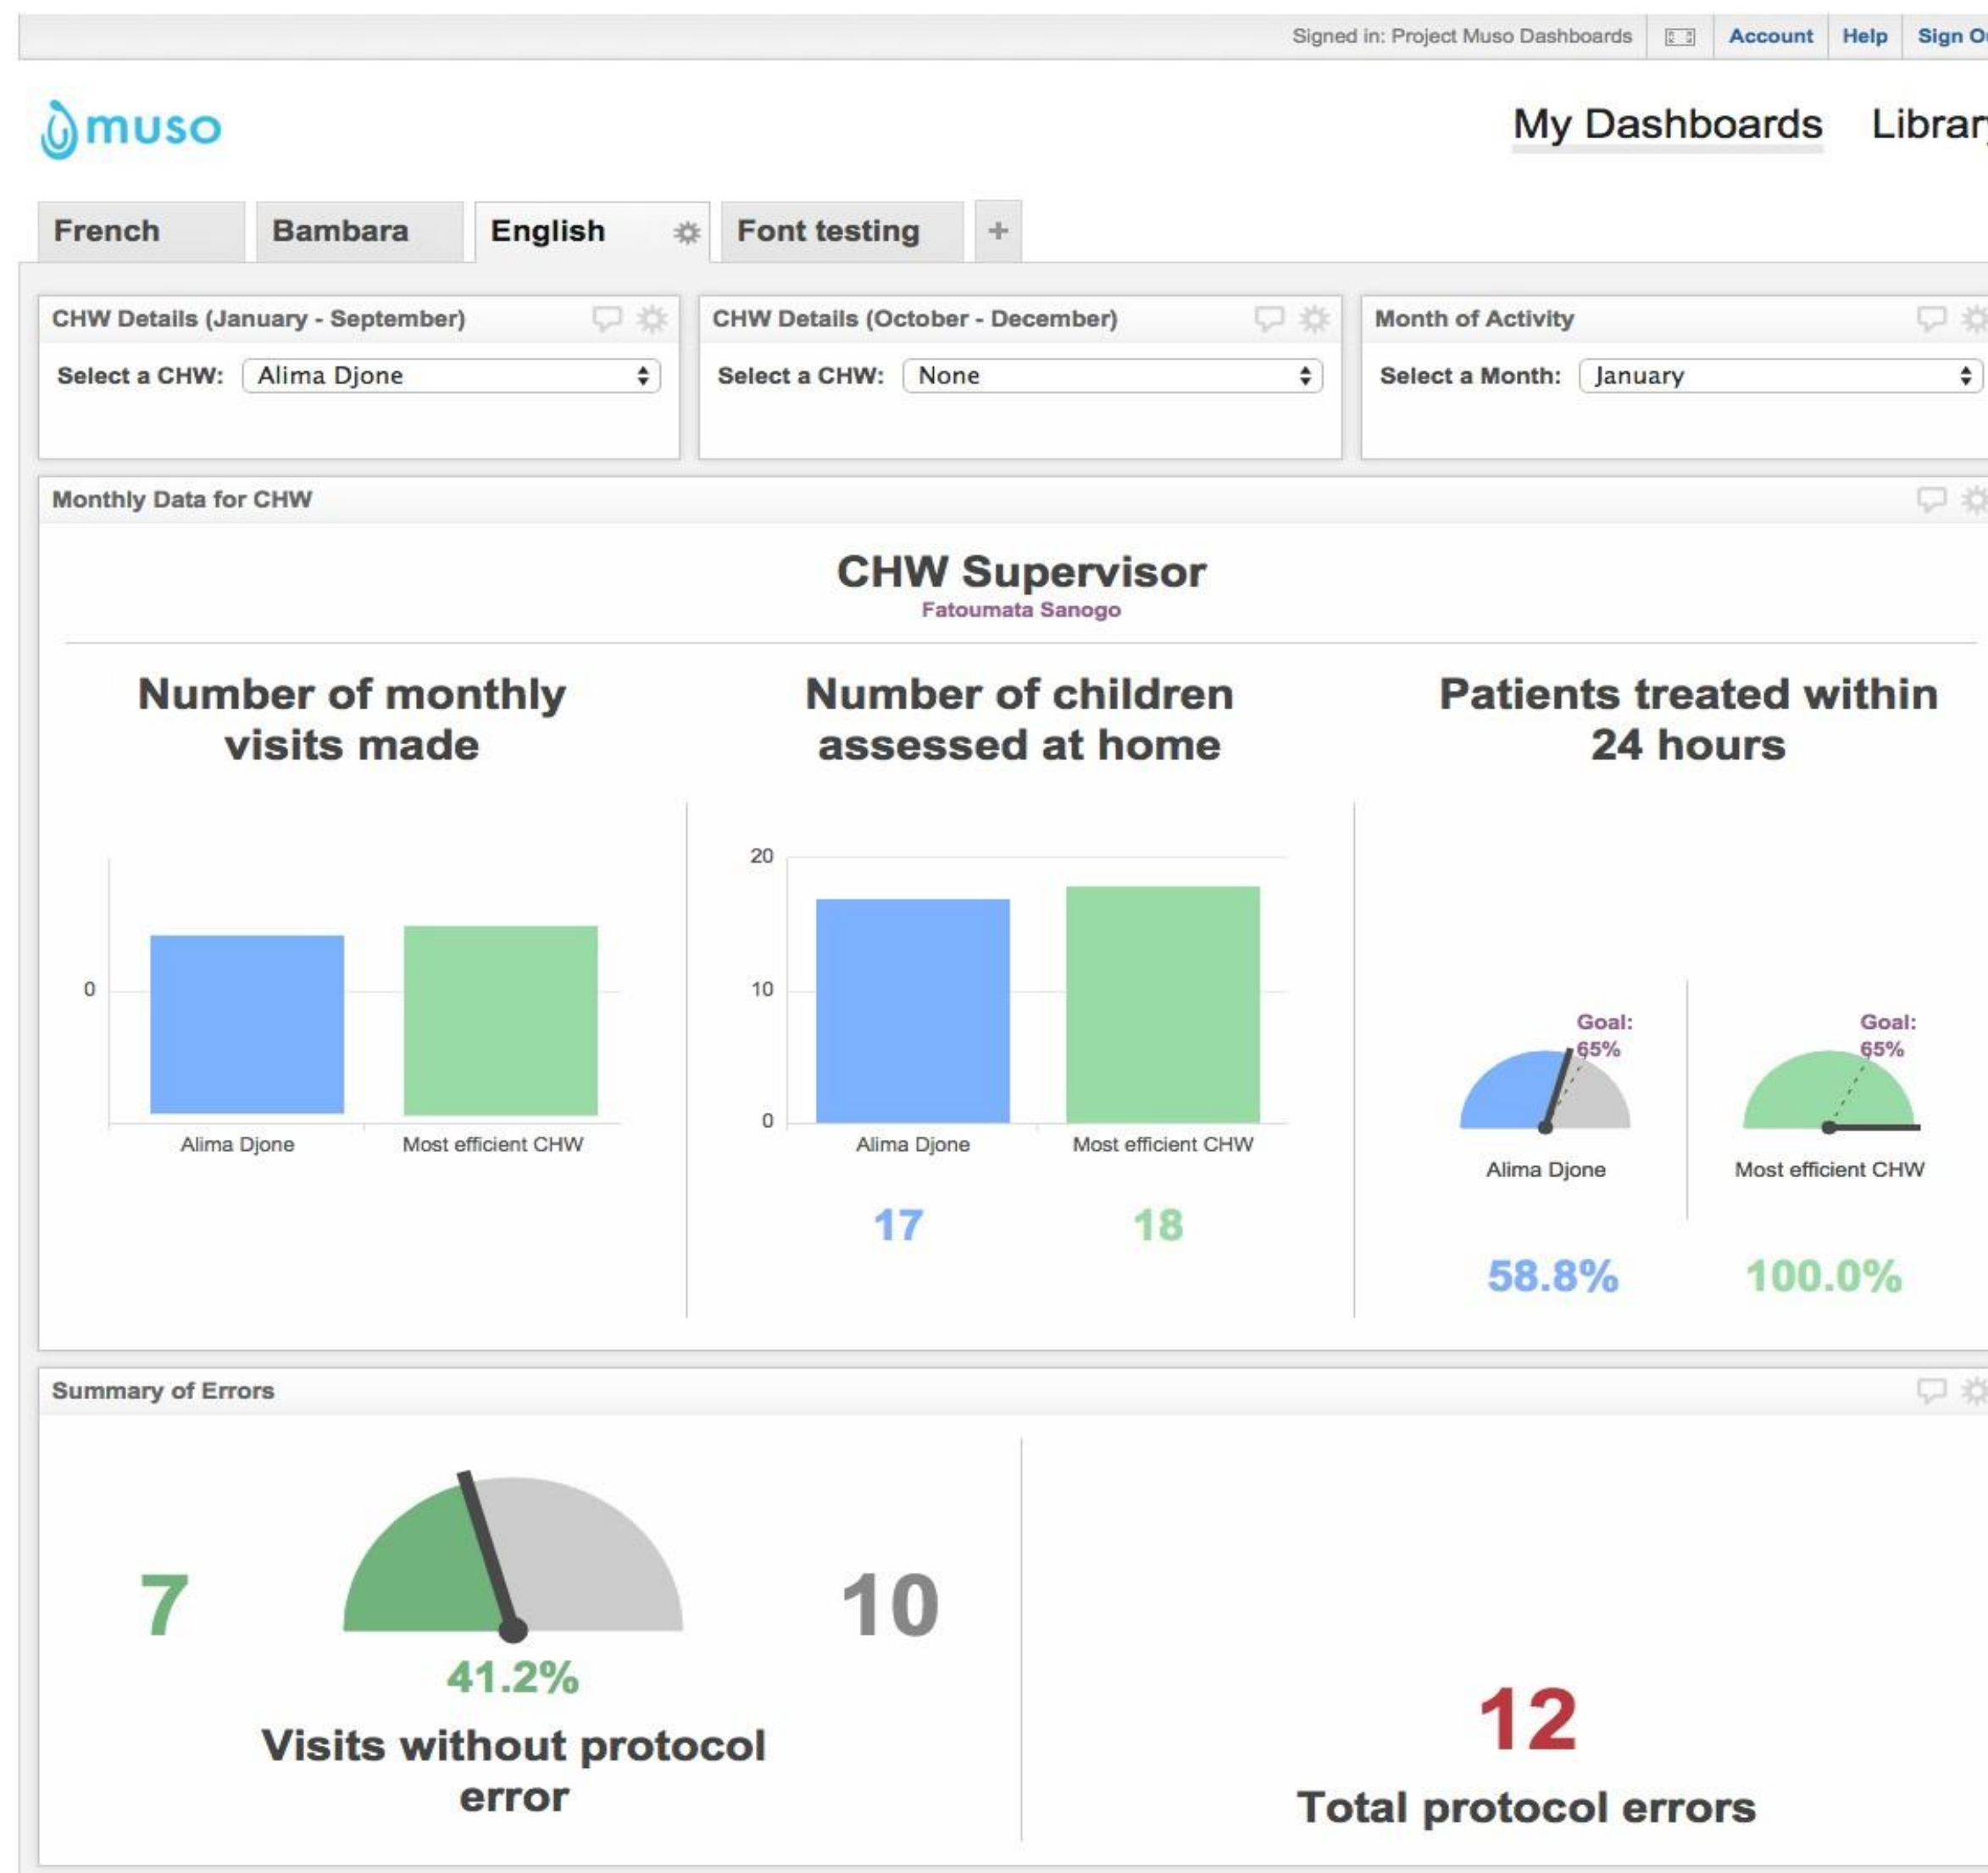 Signed in: Project Muso Dashboards Account Help Sign
muso
My Dashboards
French Bambara English Font testing +
CHW Details (January - September) CHW Details (October - December) Month of Activity
Select a CHW: Alima Djone Select a CHW: None Select a Month: January
Monthly Data for CHW
CHW Supervisor
Fatoumata Sanogo
Number of monthly
visits made
Number of children
assessed at home
Patients treated within
24 hours
0
Alima Djone Most efficient CHW
20
10
0
Alima Djone Most efficient CHW
17 18
Goal:
65%
Goal:
65%
Alima Djone Most efficient CHW
58.8% 100.0%
Summary of Errors
7 10
41.2%
Visits without protocol
error
12
Total protocol errors